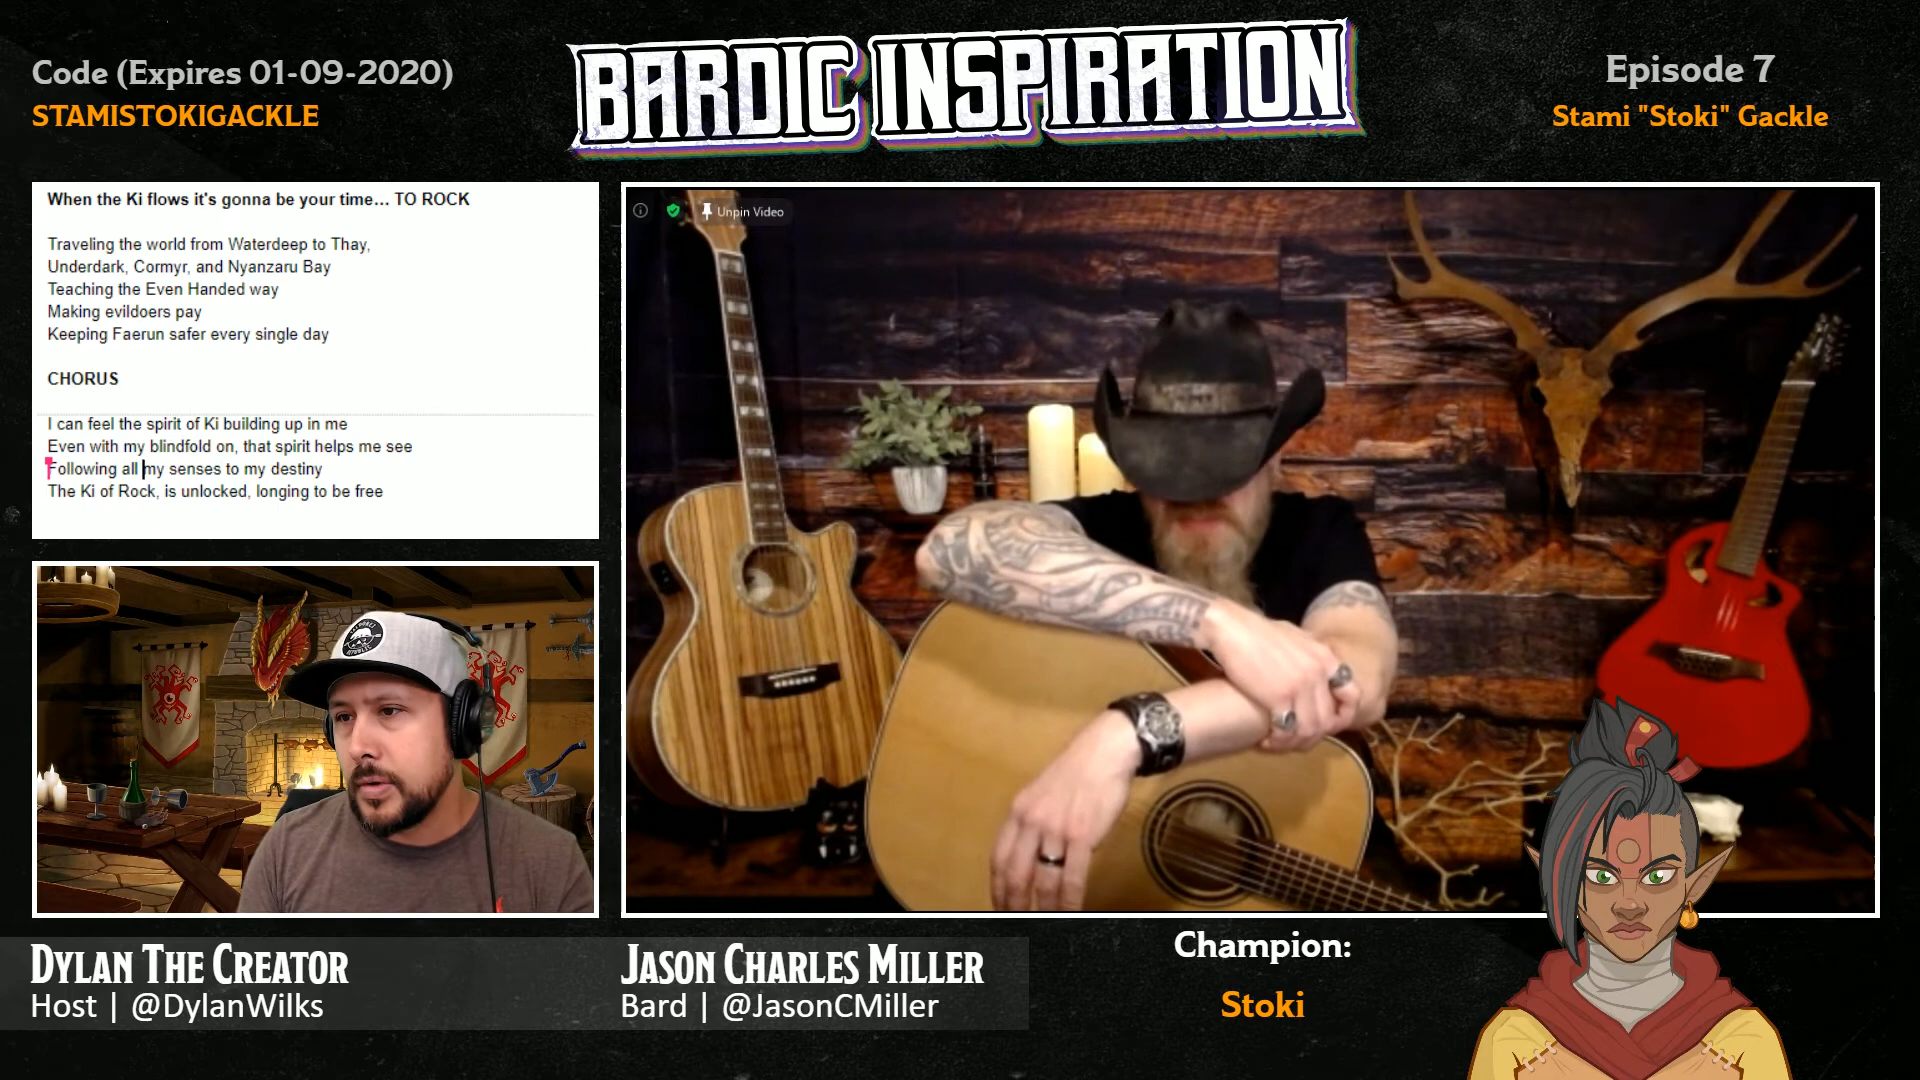 Code (Expires 01-09-2020)
STAMISTOKIGACKLE
BARDIC INSPIRATION
Episode 7
Stami "Stoki" Gackle
When the Ki flows it's gonna be your time... TO ROCK
Traveling the world from Waterdeep to Thay,
Underdark, Cormyr, and Nyanzaru Bay
Teaching the Even Handed way
Making evildoers pay
Keeping Faerun safer every single day
CHORUS
I can feel the spirit of Ki building up in me
Even with my blindfold on, that spirit helps me see
Following all my senses to my destiny
The Ki of Rock, is unlocked, longing to be free
Unpin Video
DYLAN THE CREATOR
Host | @DylanWilks
JASON CHARLES MILLER
Bard | @JasonCMiller
Champion:
Stoki